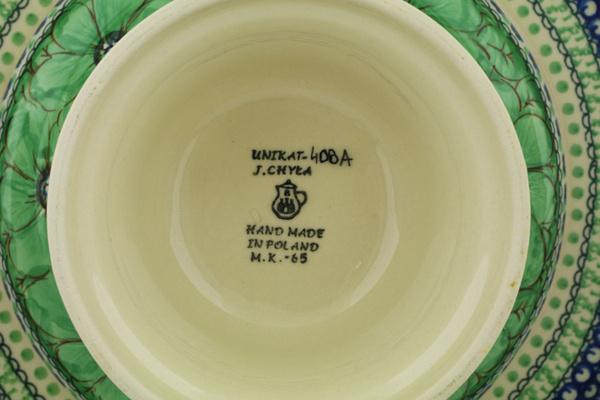 UNIKAT-408A
J.CHYŁA
HAND MADE
IN POLAND
M.K.-65